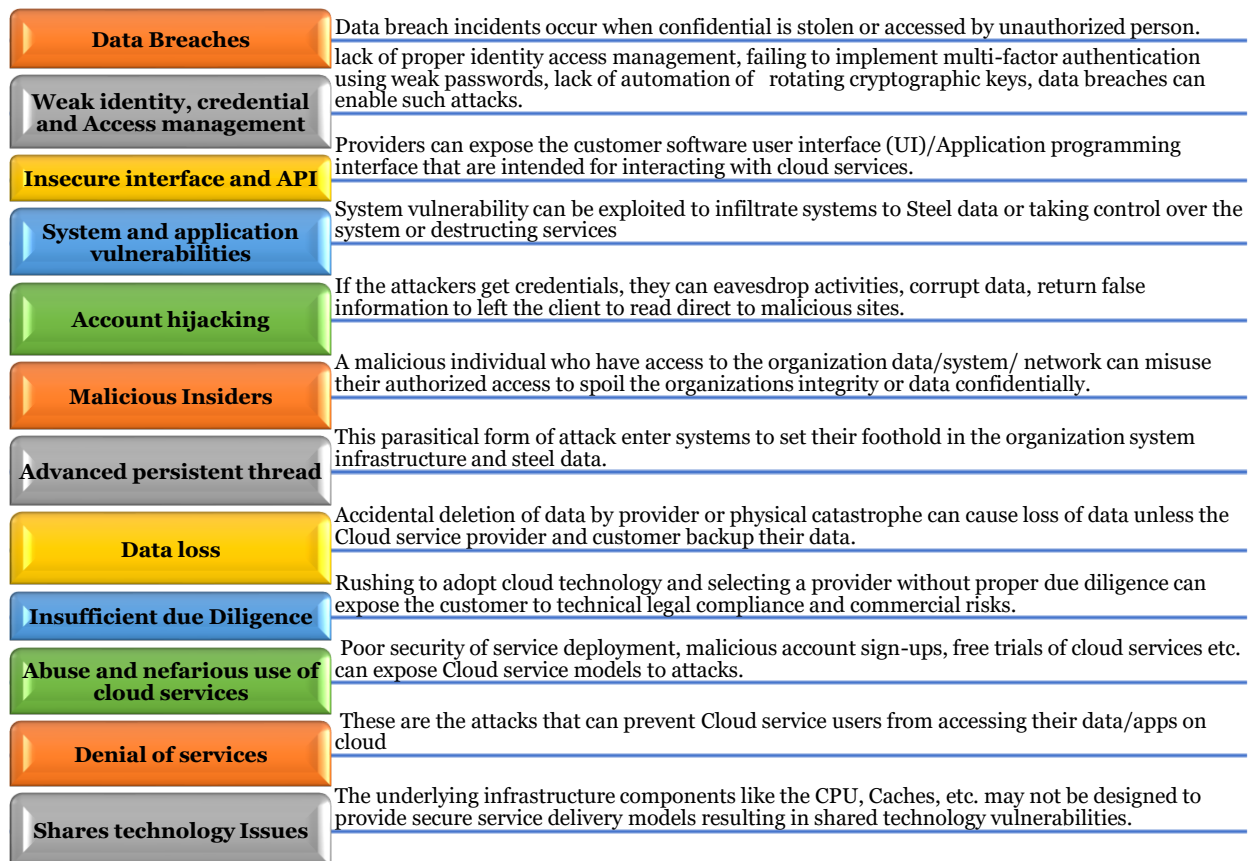 Data Breaches
Data breach incidents occur when confidential is stolen or accessed by unauthorized person.
Weak identity, credential
and Access management
lack of proper identity access management, failing to implement multi-factor authentication
using weak passwords, lack of automation of rotating cryptographic keys, data breaches can
enable such attacks.
Insecure interface and API
Providers can expose the customer software user interface (UI)/Application programming
interface that are intended for interacting with cloud services.
System and application
vulnerabilities
System vulnerability can be exploited to infiltrate systems to Steel data or taking control over the
system or destructing services
Account hijacking
If the attackers get credentials, they can eavesdrop activities, corrupt data, return false
information to left the client to read direct to malicious sites.
Malicious Insiders
A malicious individual who have access to the organization data/system/ network can misuse
their authorized access to spoil the organizations integrity or data confidentially.
Advanced persistent thread
This parasitical form of attack enter systems to set their foothold in the organization system
infrastructure and steel data.
Data loss
Accidental deletion of data by provider or physical catastrophe can cause loss of data unless the
Cloud service provider and customer backup their data.
Insufficient due Diligence
Rushing to adopt cloud technology and selecting a provider without proper due diligence can
expose the customer to technical legal compliance and commercial risks.
Abuse and nefarious use of
cloud services
Poor security of service deployment, malicious account sign-ups, free trials of cloud services etc.
can expose Cloud service models to attacks.
Denial of services
These are the attacks that can prevent Cloud service users from accessing their data/apps on
cloud
Shares technology Issues
The underlying infrastructure components like the CPU, Caches, etc. may not be designed to
provide secure service delivery models resulting in shared technology vulnerabilities.